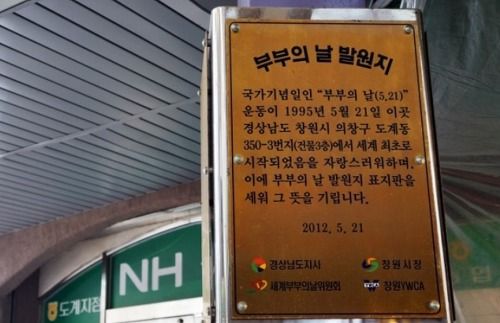 부부의 날 발원지
국가기념일인 "부부의 날(5.21)"
운동이 1995년 5월 21일 이곳
경상남도 창원시 의창구 도계동
350-3번지(건물3층)에서 세계 최초로
시작되었음을 자랑스러워하며,
이에 부부의 날 발원지 표지판을
세워 그 뜻을 기립니다.
2012. 5. 21
경상남도지사
창원시장
세계부부의날위원회
창원YWCA
NH
도계지점